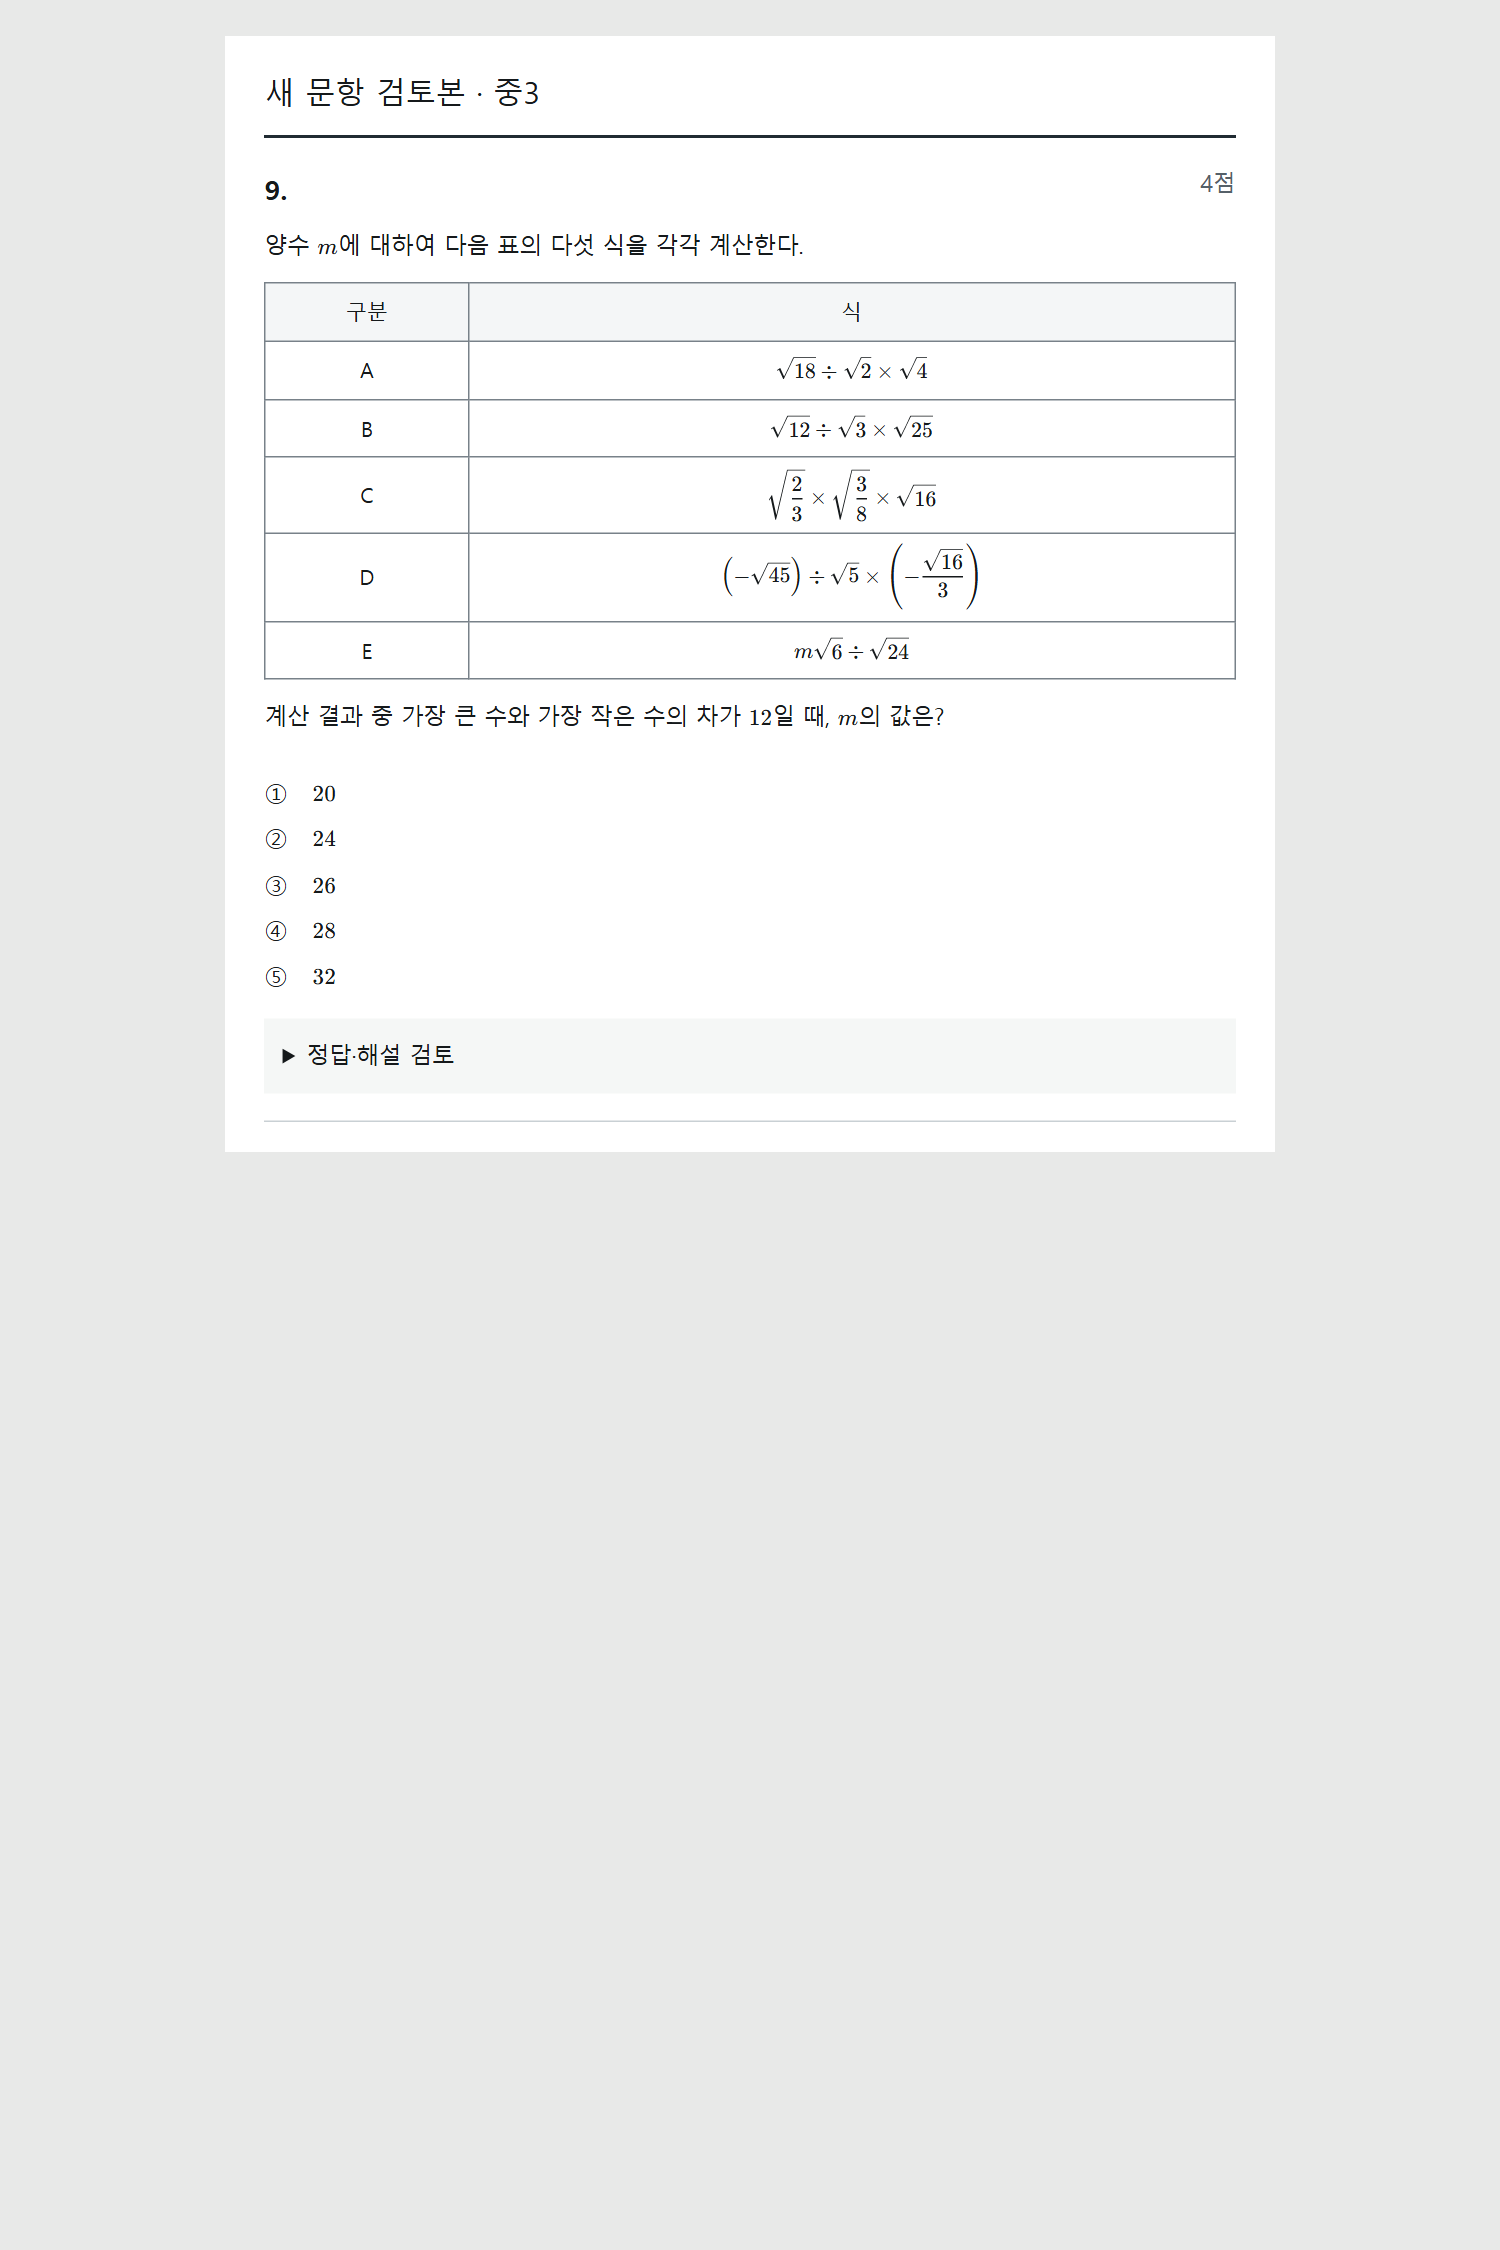 새 문항 검토본 · 중3
9.
4점
양수 m에 대하여 다음 표의 다섯 식을 각각 계산한다.
구분 식
A √18 ÷ √2 × √4
B √12 ÷ √3 × √25
C √(2/3) × √(3/8) × √16
D (−√45) ÷ √5 × (−√16/3)
E m√6 ÷ √24
계산 결과 중 가장 큰 수와 가장 작은 수의 차가 12일 때, m의 값은?
① 20
② 24
③ 26
④ 28
⑤ 32
▶ 정답·해설 검토